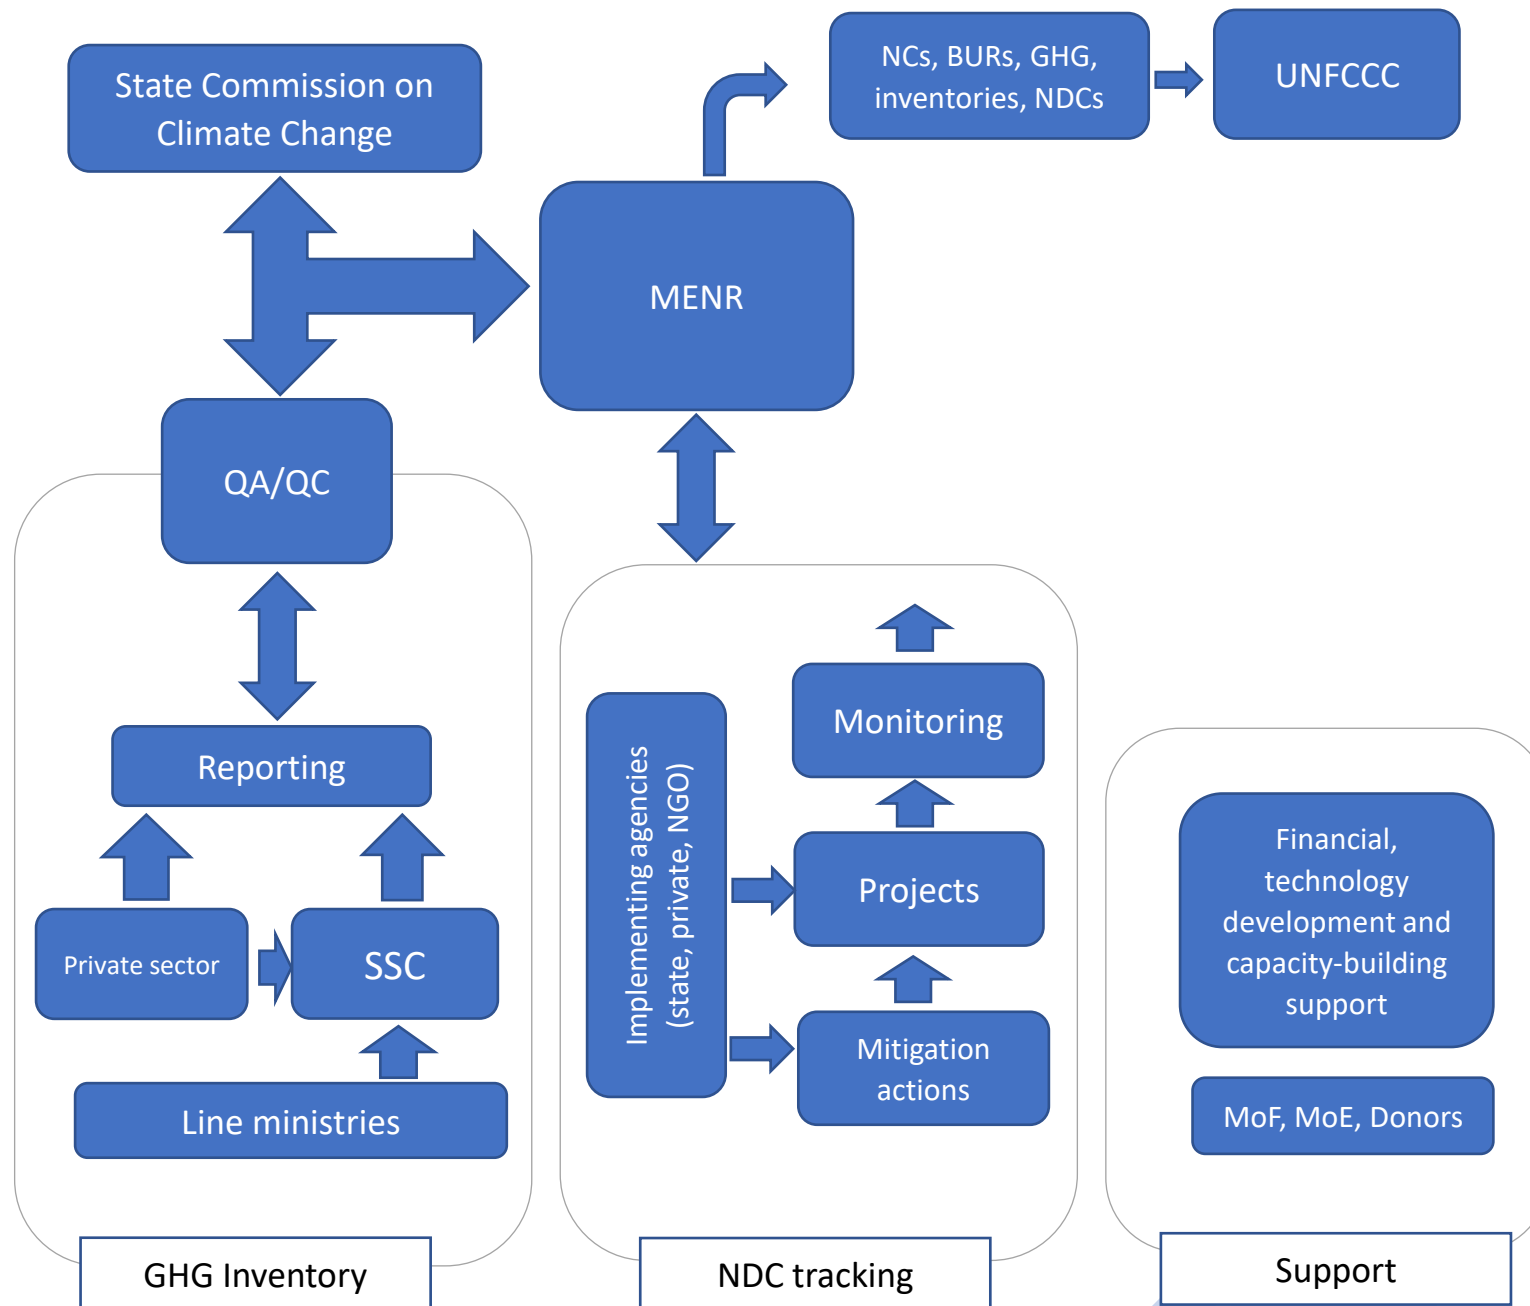 State Commission on
Climate Change
NCs, BURs, GHG,
inventories, NDCs
UNFCCC
MENR
QA/QC
Reporting
Private sector
SSC
Line ministries
GHG Inventory
Implementing agencies
(state, private, NGO)
Monitoring
Projects
Mitigation
actions
NDC tracking
Financial,
technology
development and
capacity-building
support
MoF, MoE, Donors
Support